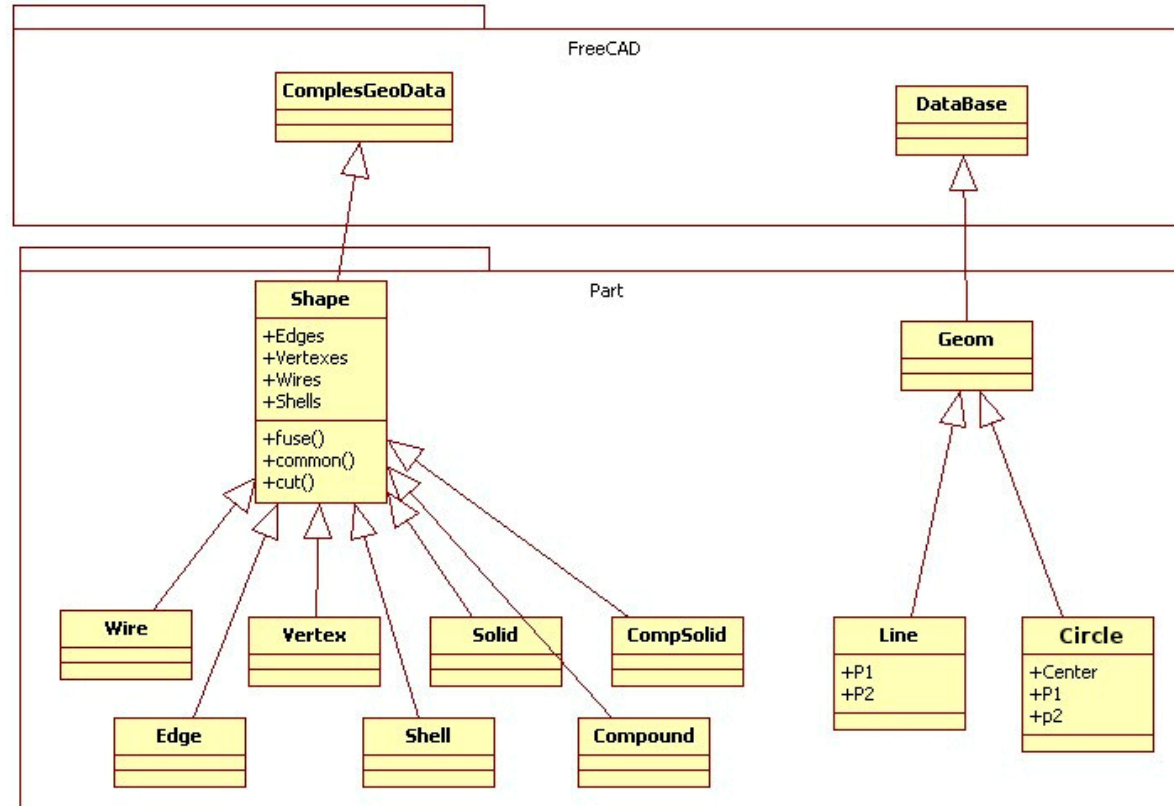 FreeCAD
ComplesGeoData
DataBase
Part
Shape
+Edges
+Vertexes
+Wires
+Shells
+fuse()
+common()
+cut()
Geom
Wire
Vertex
Solid
CompSolid
Edge
Shell
Compound
Line
+P1
+P2
Circle
+Center
+P1
+p2